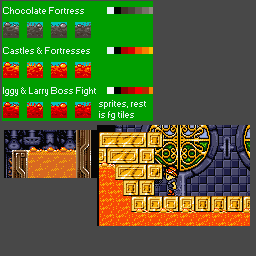 Chocolate Fortress
Castles & Fortresses
Iggy & Larry Boss Fight
sprites, rest
is fg tiles